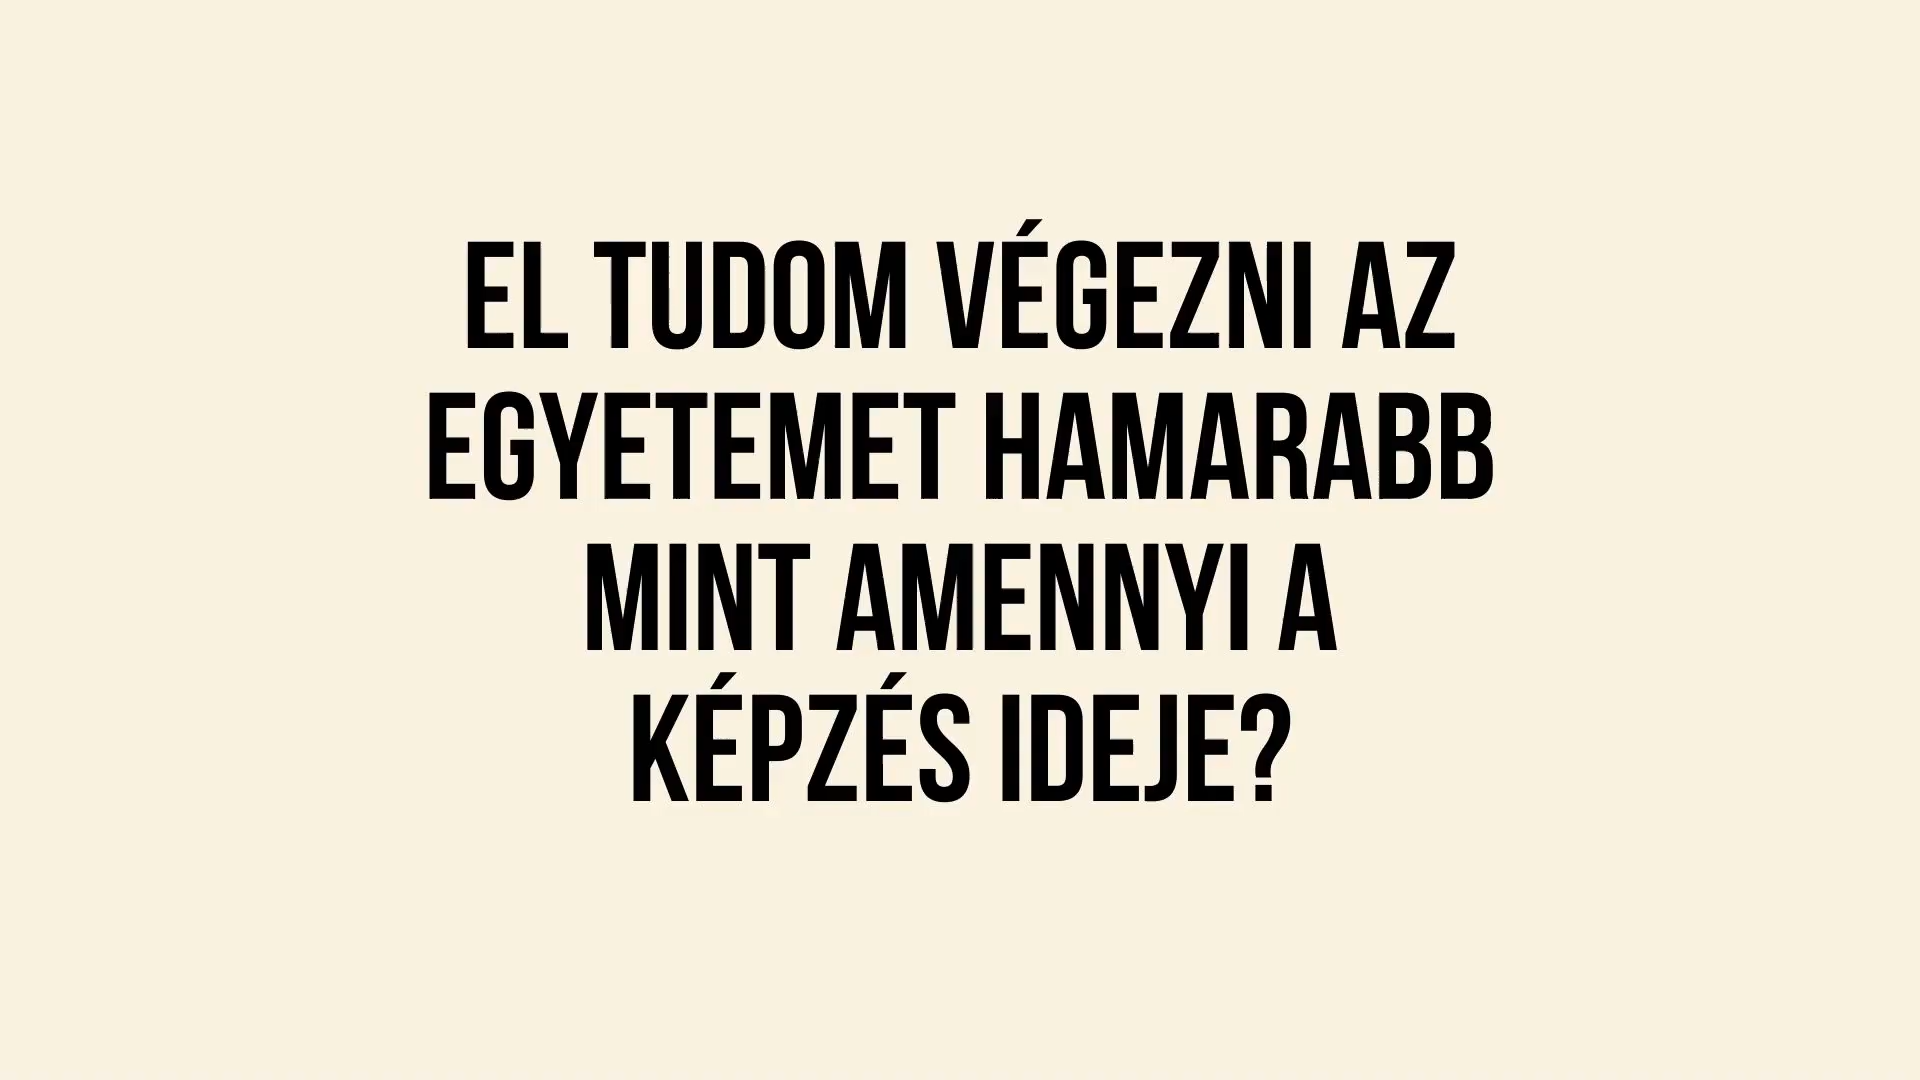 EL TUDOM VÉGEZNI AZ
EGYETEMET HAMARABB
MINT AMENNYI A
KÉPZÉS IDEJE?